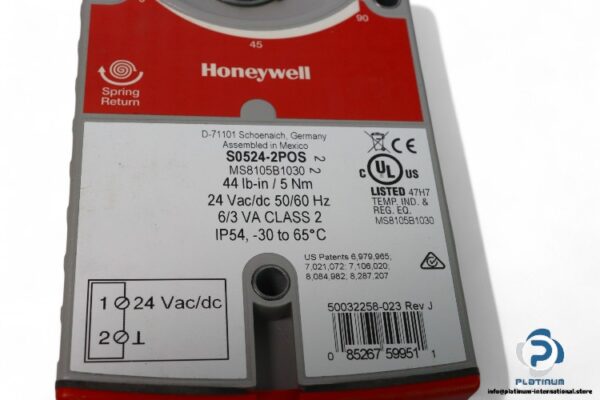 45
90
Honeywell
Spring
Return
D-71101 Schoenaich, Germany
Assembled in Mexico
S0524-2POS 2
MS8105B1030 2
44 lb-in / 5 Nm
24 Vac/dc 50/60 Hz
6/3 VA CLASS 2
IP54, -30 to 65°C
CE
C UL US
LISTED 47H7
TEMP. IND. &
REG. EQ.
MS8105B1030
US Patents 6,979,965;
7,021,072; 7,106,020;
8,084,982; 8,287,207
1 24 Vac/dc
2
50032258-023 Rev J
0 85267 59951 1
PLATINUM
info@platinum-international.store